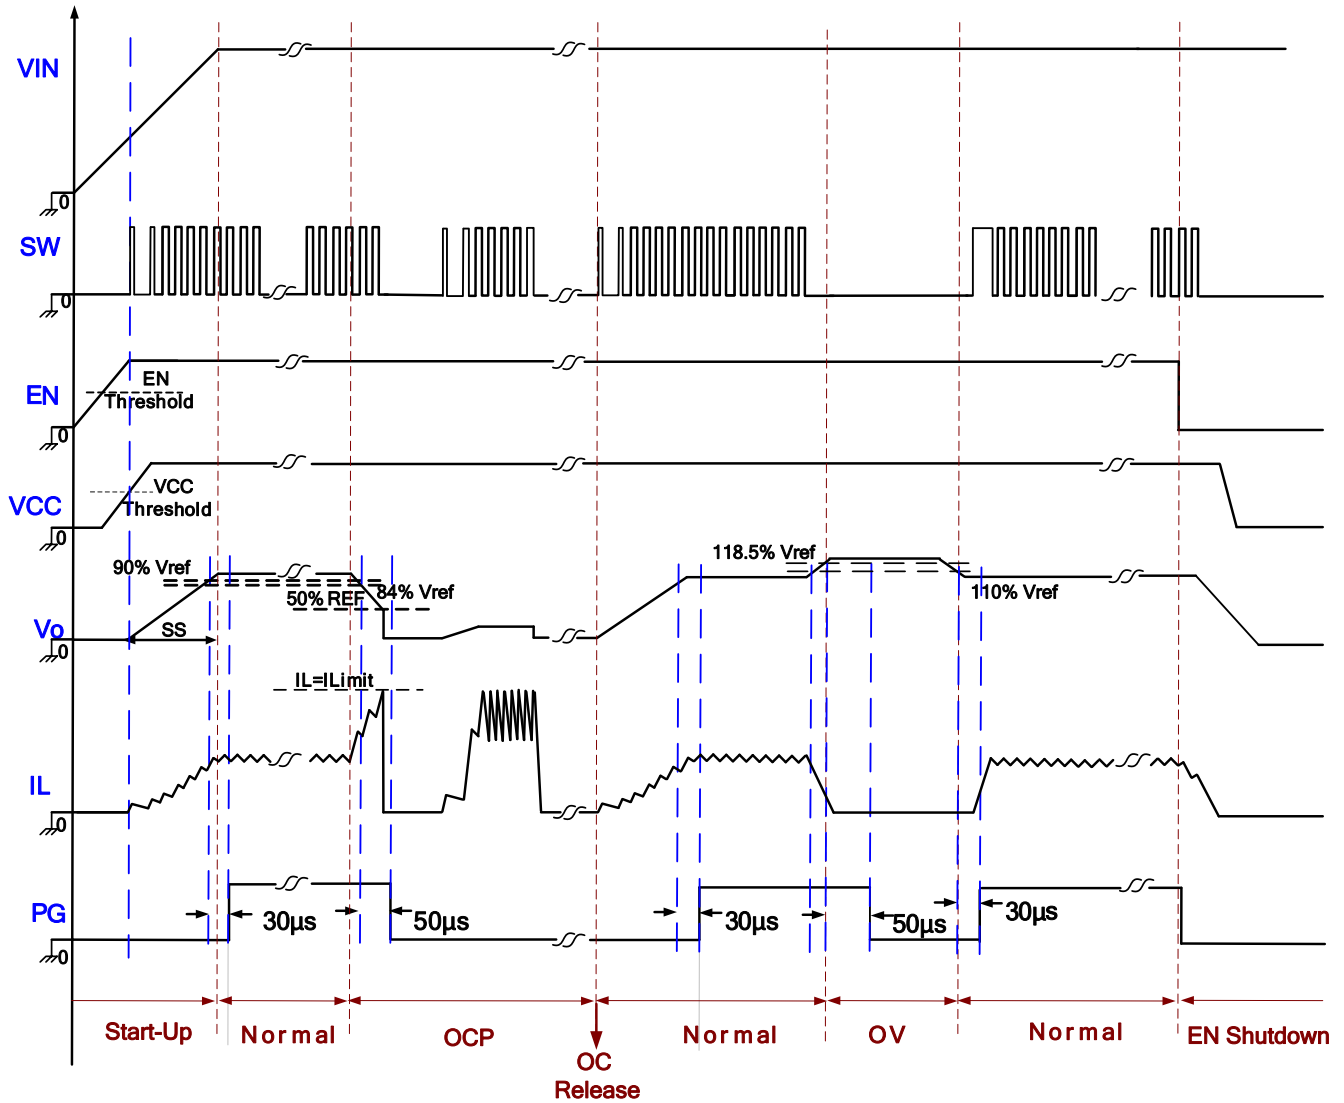 VIN
0
SW
0
EN
EN
Threshold
0
VCC
VCC
Threshold
0
90% Vref
118.5% Vref
50% REF
84% Vref
110% Vref
Vo
SS
0
IL=ILimit
IL
0
PG
30µs
50µs
30µs
50µs
30µs
0
Start-Up
Normal
OCP
Normal
OV
Normal
EN Shutdown
OC
Release